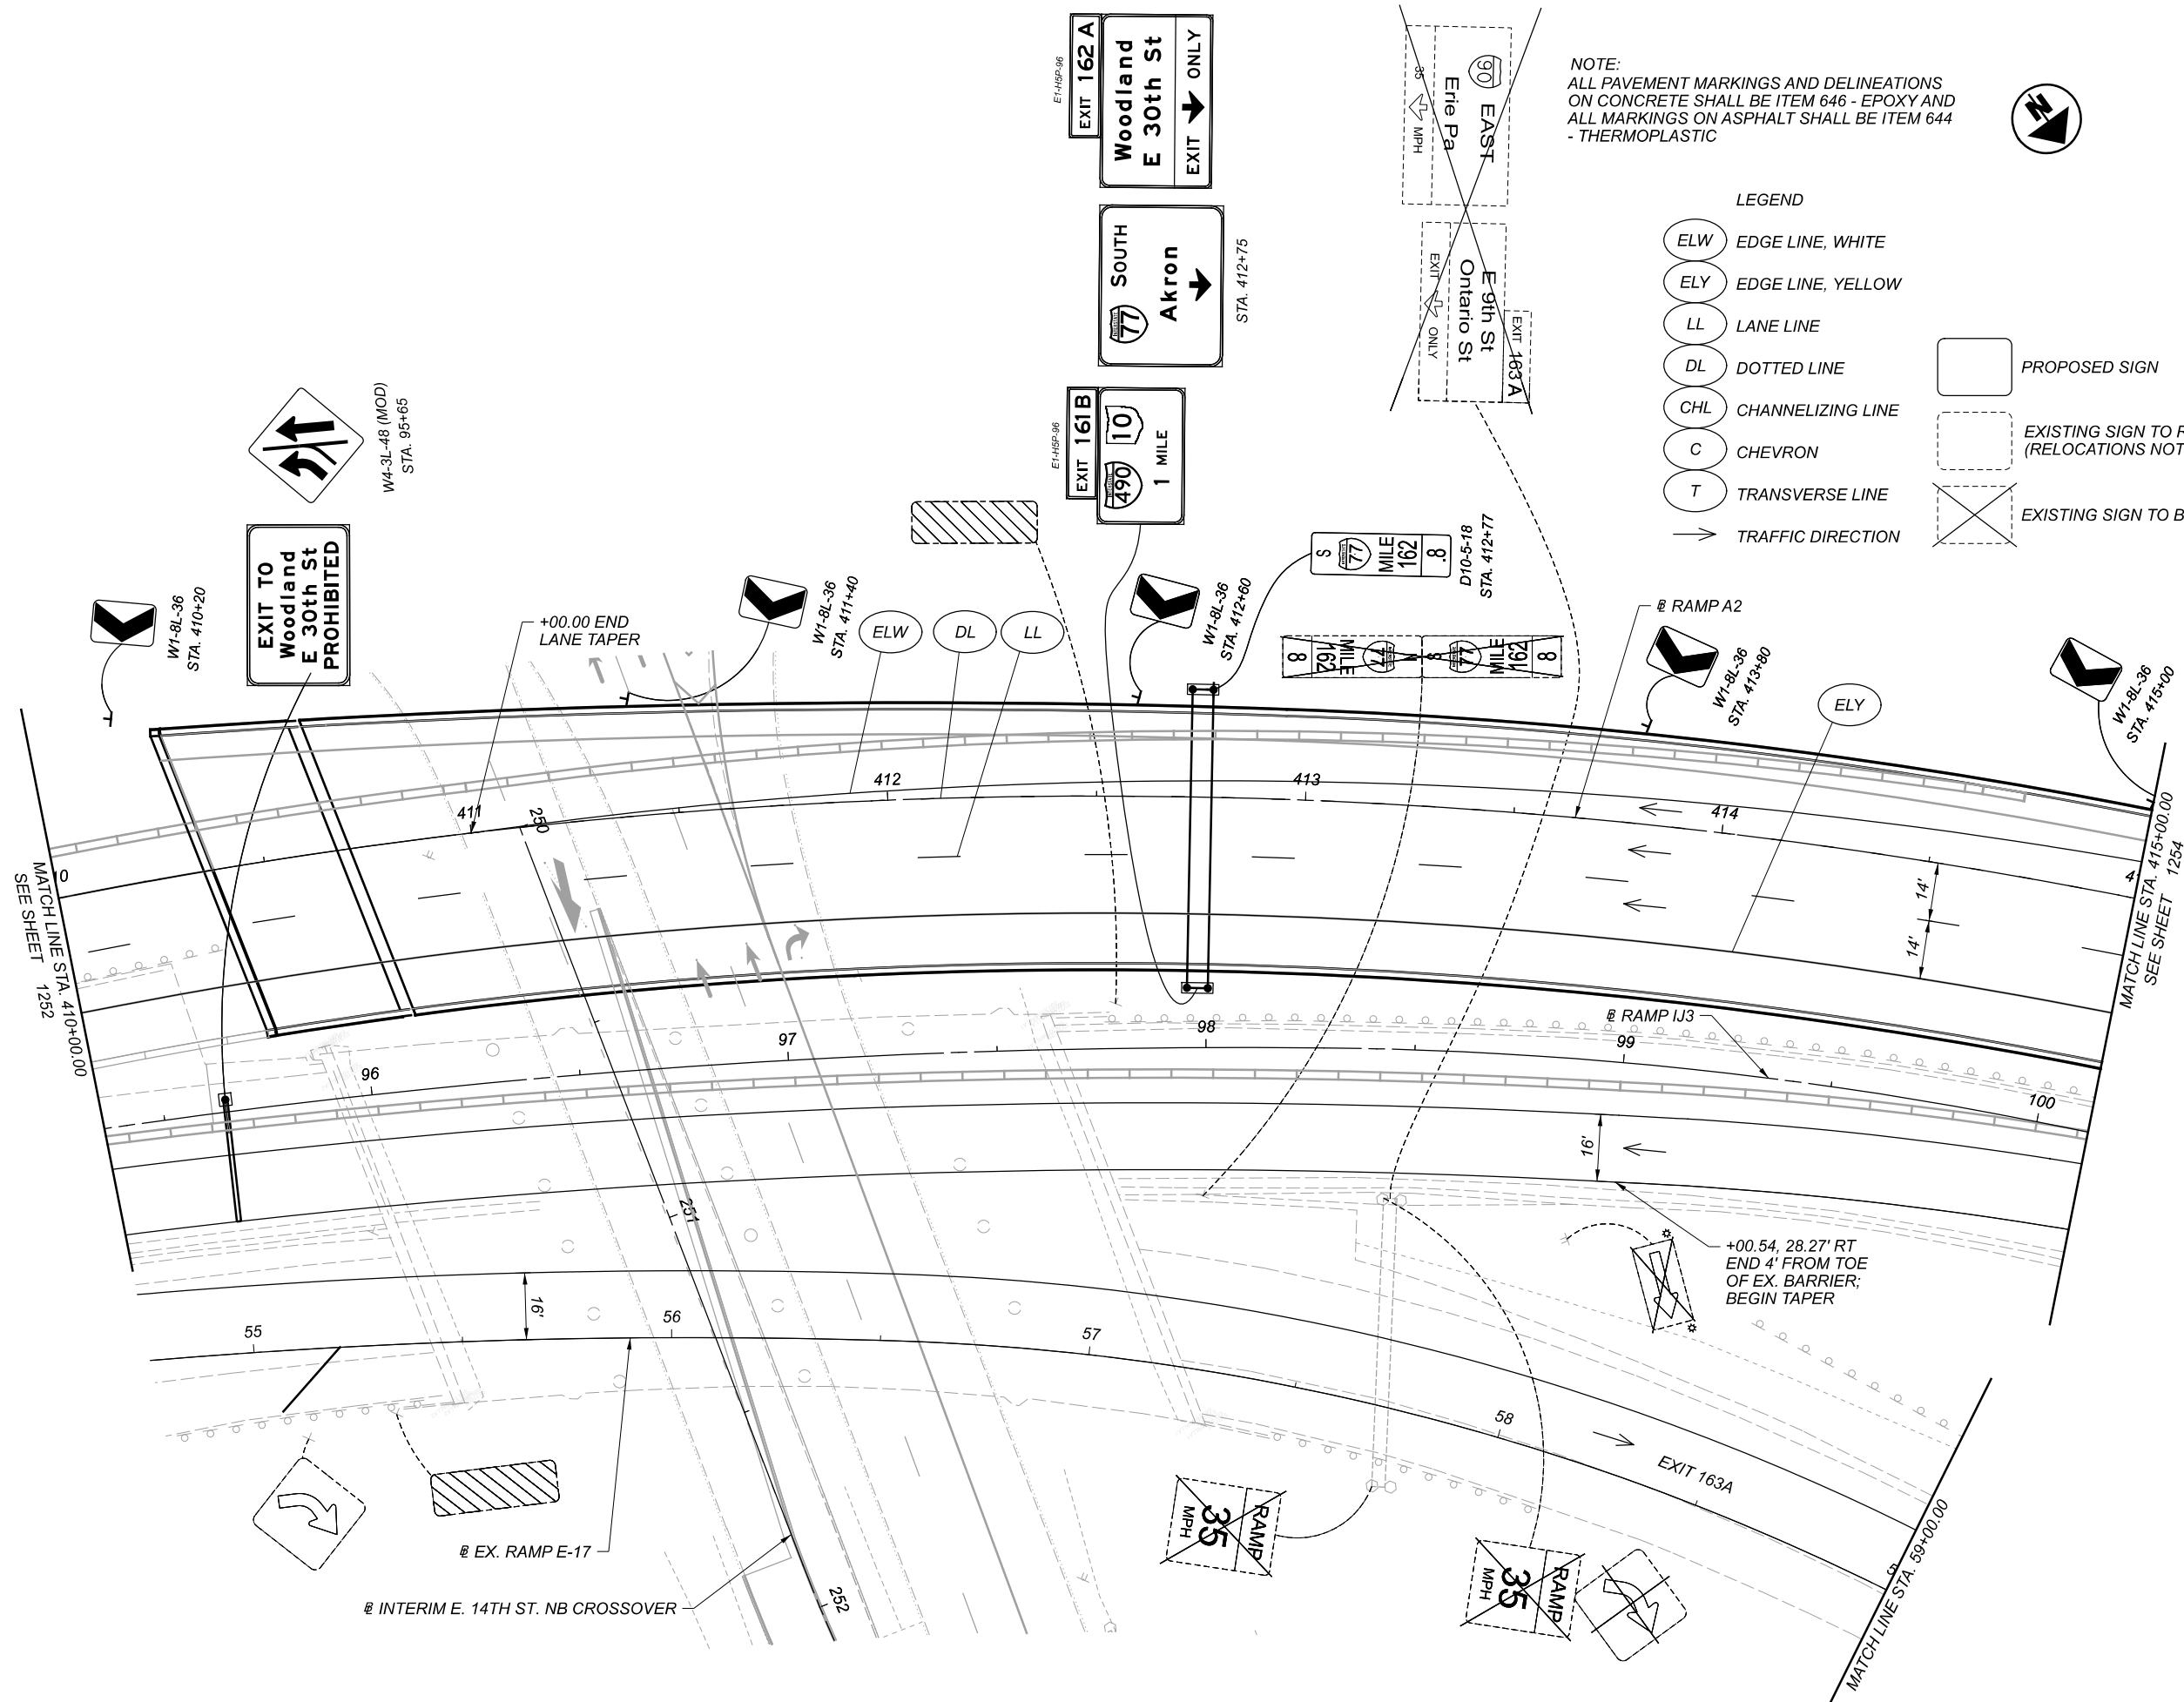 NOTE:
ALL PAVEMENT MARKINGS AND DELINEATIONS
ON CONCRETE SHALL BE ITEM 646 - EPOXY AND
ALL MARKINGS ON ASPHALT SHALL BE ITEM 644
- THERMOPLASTIC
N
LEGEND
ELW EDGE LINE, WHITE
ELY EDGE LINE, YELLOW
LL LANE LINE
DL DOTTED LINE
CHL CHANNELIZING LINE
C CHEVRON
T TRANSVERSE LINE
TRAFFIC DIRECTION
PROPOSED SIGN
EXISTING SIGN TO
(RELOCATIONS NOT
EXISTING SIGN TO
E1-H5P-96
EXIT 162 A
Woodland
E 30th St
EXIT ONLY
77 SOUTH
Akron
STA. 412+75
E1-H5P-96
EXIT 161 B
490 10
1 MILE
90 EAST
Erie Pa
35 MPH
EXIT 163 A
E 9th St
Ontario St
EXIT ONLY
W4-3L-48 (MOD)
STA. 95+65
EXIT TO
Woodland
E 30th St
PROHIBITED
W1-8L-36
STA. 410+20
W1-8L-36
STA. 411+40
W1-8L-36
STA. 412+60
S
77
MILE
162
.8
D10-5-18
STA. 412+77
8
162
MILE
77
N
S
77
MILE
162
8
W1-8L-36
STA. 413+80
W1-8L-36
STA. 415+00
+00.00 END
LANE TAPER
ELW
DL
LL
RAMP A2
ELY
411
412
413
414
250
14'
14'
MATCH LINE STA. 410+00.00
SEE SHEET 1252
MATCH LINE STA. 415+00.00
SEE SHEET 1254
96
97
98
99
100
RAMP IJ3
16'
251
+00.54, 28.27' RT
END 4' FROM TOE
OF EX. BARRIER;
BEGIN TAPER
16'
55
56
57
58
EXIT 163A
EX. RAMP E-17
INTERIM E. 14TH ST. NB CROSSOVER
252
RAMP
35
MPH
RAMP
35
MPH
MATCH LINE STA. 59+00.00